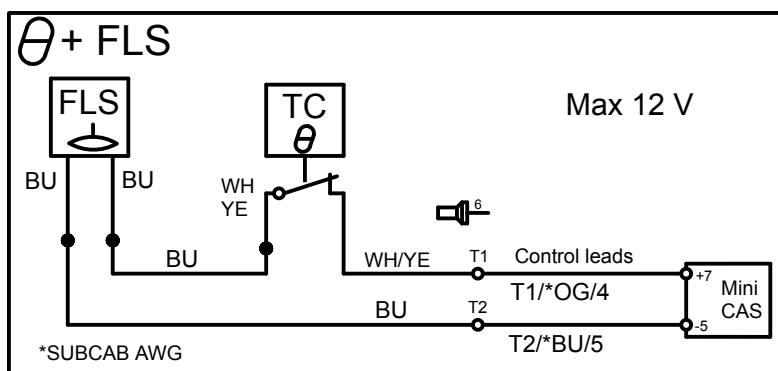 θ + FLS
FLS
TC
θ
Max 12 V
BU
BU
WH
YE
6
BU
WH/YE
T1
Control leads
+7
T1/*OG/4
Mini
CAS
BU
T2
-5
T2/*BU/5
*SUBCAB AWG